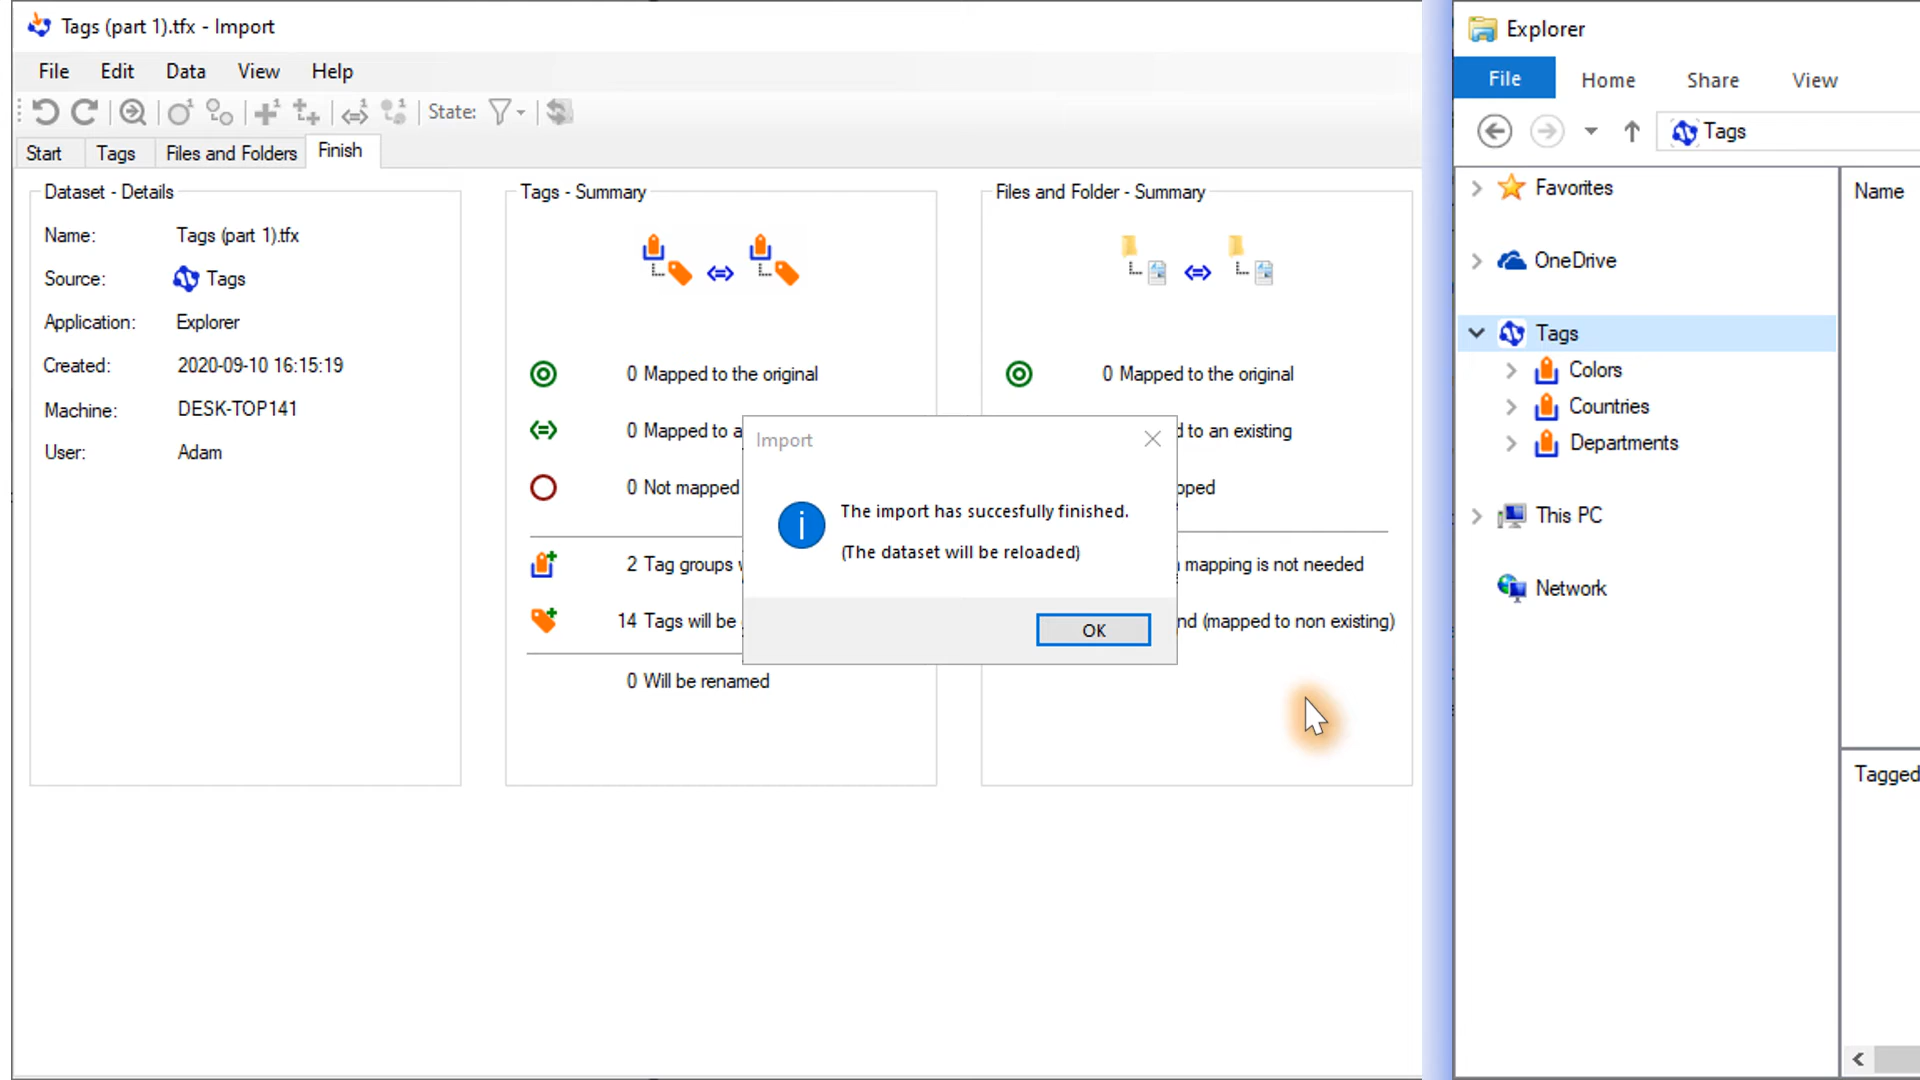 Tags (part 1).tfx - Import
File Edit Data View Help
State:
Start Tags Files and Folders Finish
Dataset - Details
Name: Tags (part 1).tfx
Source: Tags
Application: Explorer
Created: 2020-09-10 16:15:19
Machine: DESK-TOP141
User: Adam
Tags - Summary
0 Mapped to the original
0 Mapped to a
0 Not mapped
2 Tag groups
14 Tags will be
0 Will be renamed
Files and Folder - Summary
0 Mapped to the original
to an existing
mapping is not needed
(mapped to non existing)
Import
The import has succesfully finished.
(The dataset will be reloaded)
OK
Explorer
File Home Share View
Tags
Favorites
OneDrive
Tags
Colors
Countries
Departments
This PC
Network
Name
Tagged